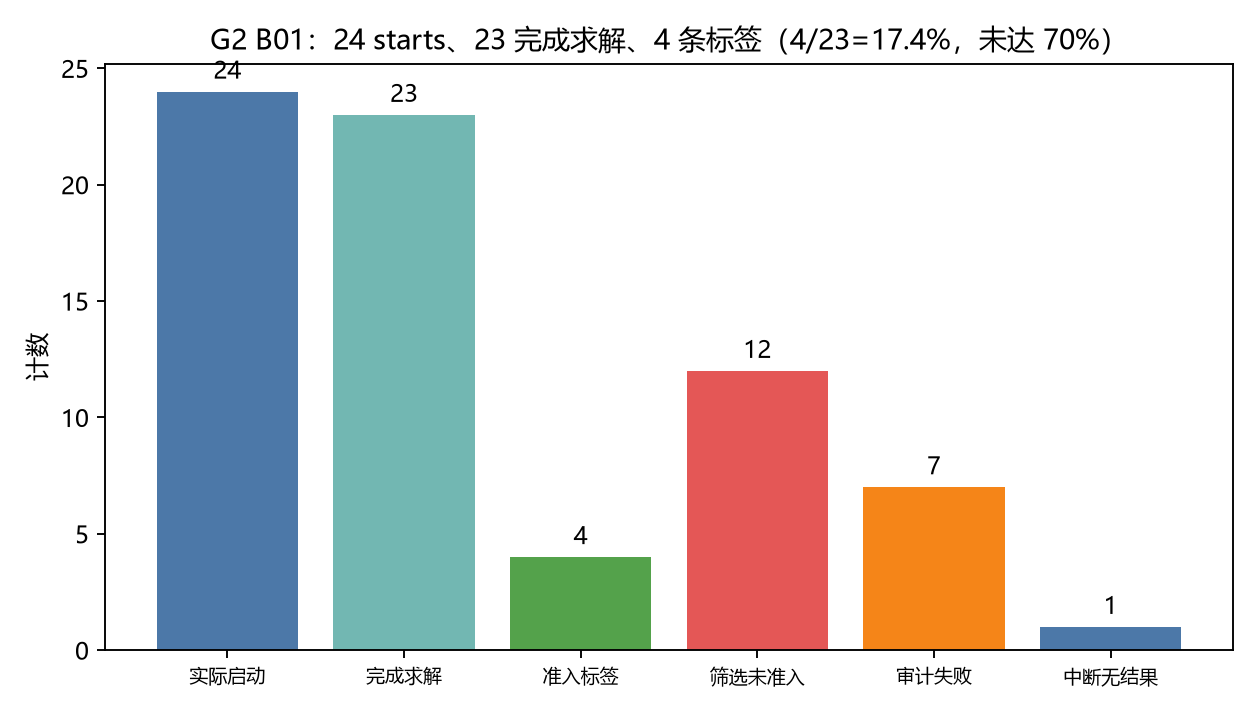 G2 B01：24 starts、23 完成求解、4 条标签（4/23=17.4%，未达 70%）
计数
25
20
15
10
5
0
24
23
4
12
7
1
实际启动
完成求解
准入标签
筛选未准入
审计失败
中断无结果